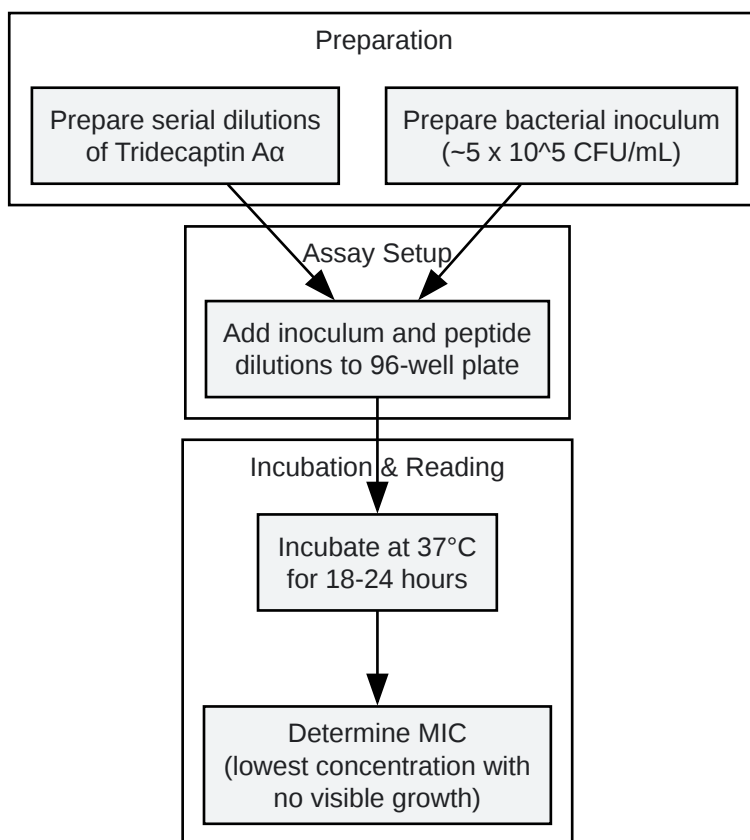 Preparation
Prepare serial dilutions
of Tridecaptin Aα
Prepare bacterial inoculum
(~5 x 10^5 CFU/mL)
Assay Setup
Add inoculum and peptide
dilutions to 96-well plate
Incubation & Reading
Incubate at 37°C
for 18-24 hours
Determine MIC
(lowest concentration with
no visible growth)